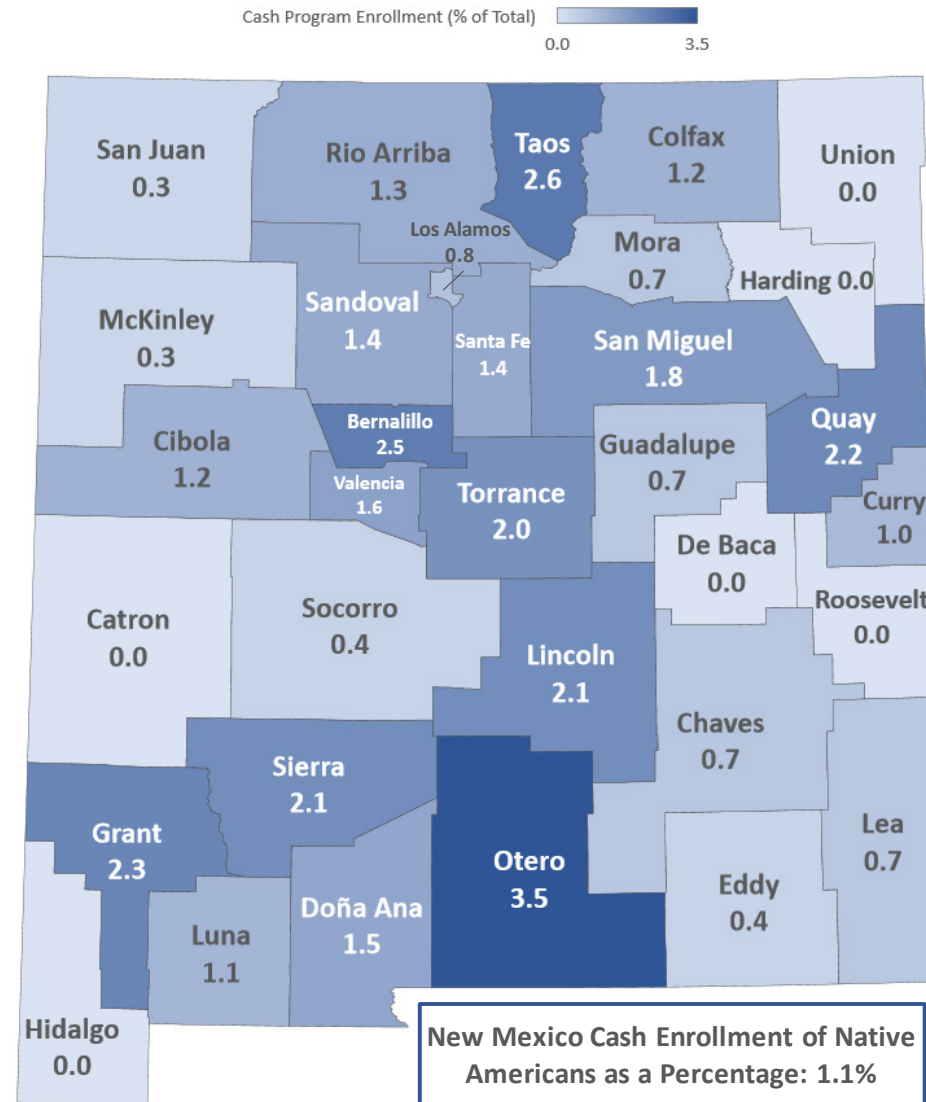 Cash Program Enrollment (% of Total)
0.0
3.5
San Juan
0.3
Rio Arriba
1.3
Taos
2.6
Colfax
1.2
Union
0.0
Los Alamos
0.8
Mora
0.7
Harding 0.0
McKinley
0.3
Sandoval
1.4
Santa Fe
1.4
San Miguel
1.8
Quay
2.2
Bernalillo
2.5
Cibola
1.2
Valencia
1.6
Torrance
2.0
Guadalupe
0.7
Curry
1.0
De Baca
0.0
Roosevelt
0.0
Catron
0.0
Socorro
0.4
Lincoln
2.1
Chaves
0.7
Sierra
2.1
Grant
2.3
Otero
3.5
Lea
0.7
Eddy
0.4
Doña Ana
1.5
Luna
1.1
Hidalgo
0.0
New Mexico Cash Enrollment of Native
Americans as a Percentage: 1.1%